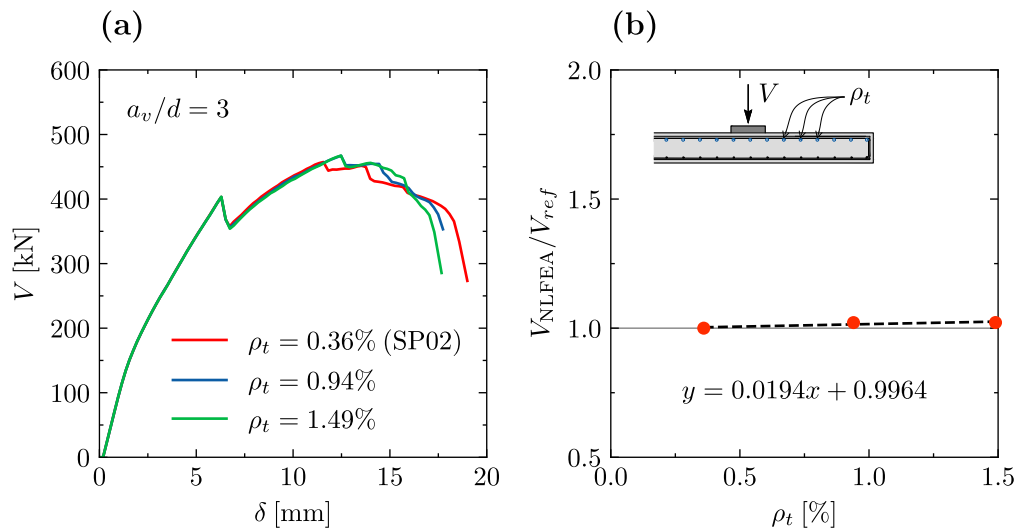 (a)
600
500
400
300
200
100
0
V [kN]
a_v/d = 3
ρ_t = 0.36% (SP02)
ρ_t = 0.94%
ρ_t = 1.49%
0 5 10 15 20
δ [mm]
(b)
2.0
1.5
1.0
0.5
V_NLFEA/V_ref
V
ρ_t
y = 0.0194x + 0.9964
0.0 0.5 1.0 1.5
ρ_t [%]